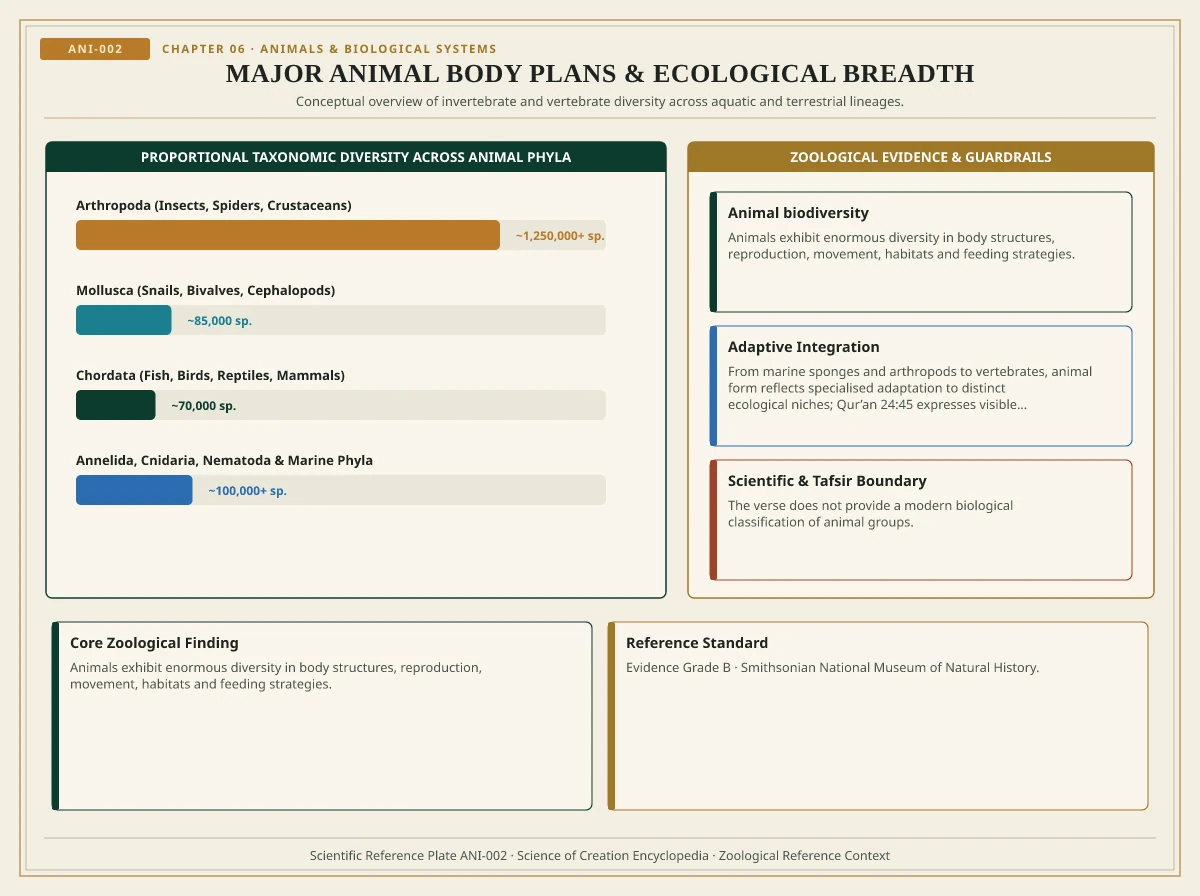 ANI-002
CHAPTER 06 · ANIMALS & BIOLOGICAL SYSTEMS
MAJOR ANIMAL BODY PLANS & ECOLOGICAL BREADTH
Conceptual overview of invertebrate and vertebrate diversity across aquatic and terrestrial lineages.
PROPORTIONAL TAXONOMIC DIVERSITY ACROSS ANIMAL PHYLA
Arthropoda (Insects, Spiders, Crustaceans)
~1,250,000+ sp.
Mollusca (Snails, Bivalves, Cephalopods)
~85,000 sp.
Chordata (Fish, Birds, Reptiles, Mammals)
~70,000 sp.
Annelida, Cnidaria, Nematoda & Marine Phyla
~100,000+ sp.
ZOOLOGICAL EVIDENCE & GUARDRAILS
Animal biodiversity
Animals exhibit enormous diversity in body structures,
reproduction, movement, habitats and feeding strategies.
Adaptive Integration
From marine sponges and arthropods to vertebrates, animal
form reflects specialised adaptation to distinct
ecological niches; Qur’an 24:45 expresses visible…
Scientific & Tafsir Boundary
The verse does not provide a modern biological
classification of animal groups.
Core Zoological Finding
Animals exhibit enormous diversity in body structures, reproduction,
movement, habitats and feeding strategies.
Reference Standard
Evidence Grade B · Smithsonian National Museum of Natural History.
Scientific Reference Plate ANI-002 · Science of Creation Encyclopedia · Zoological Reference Context